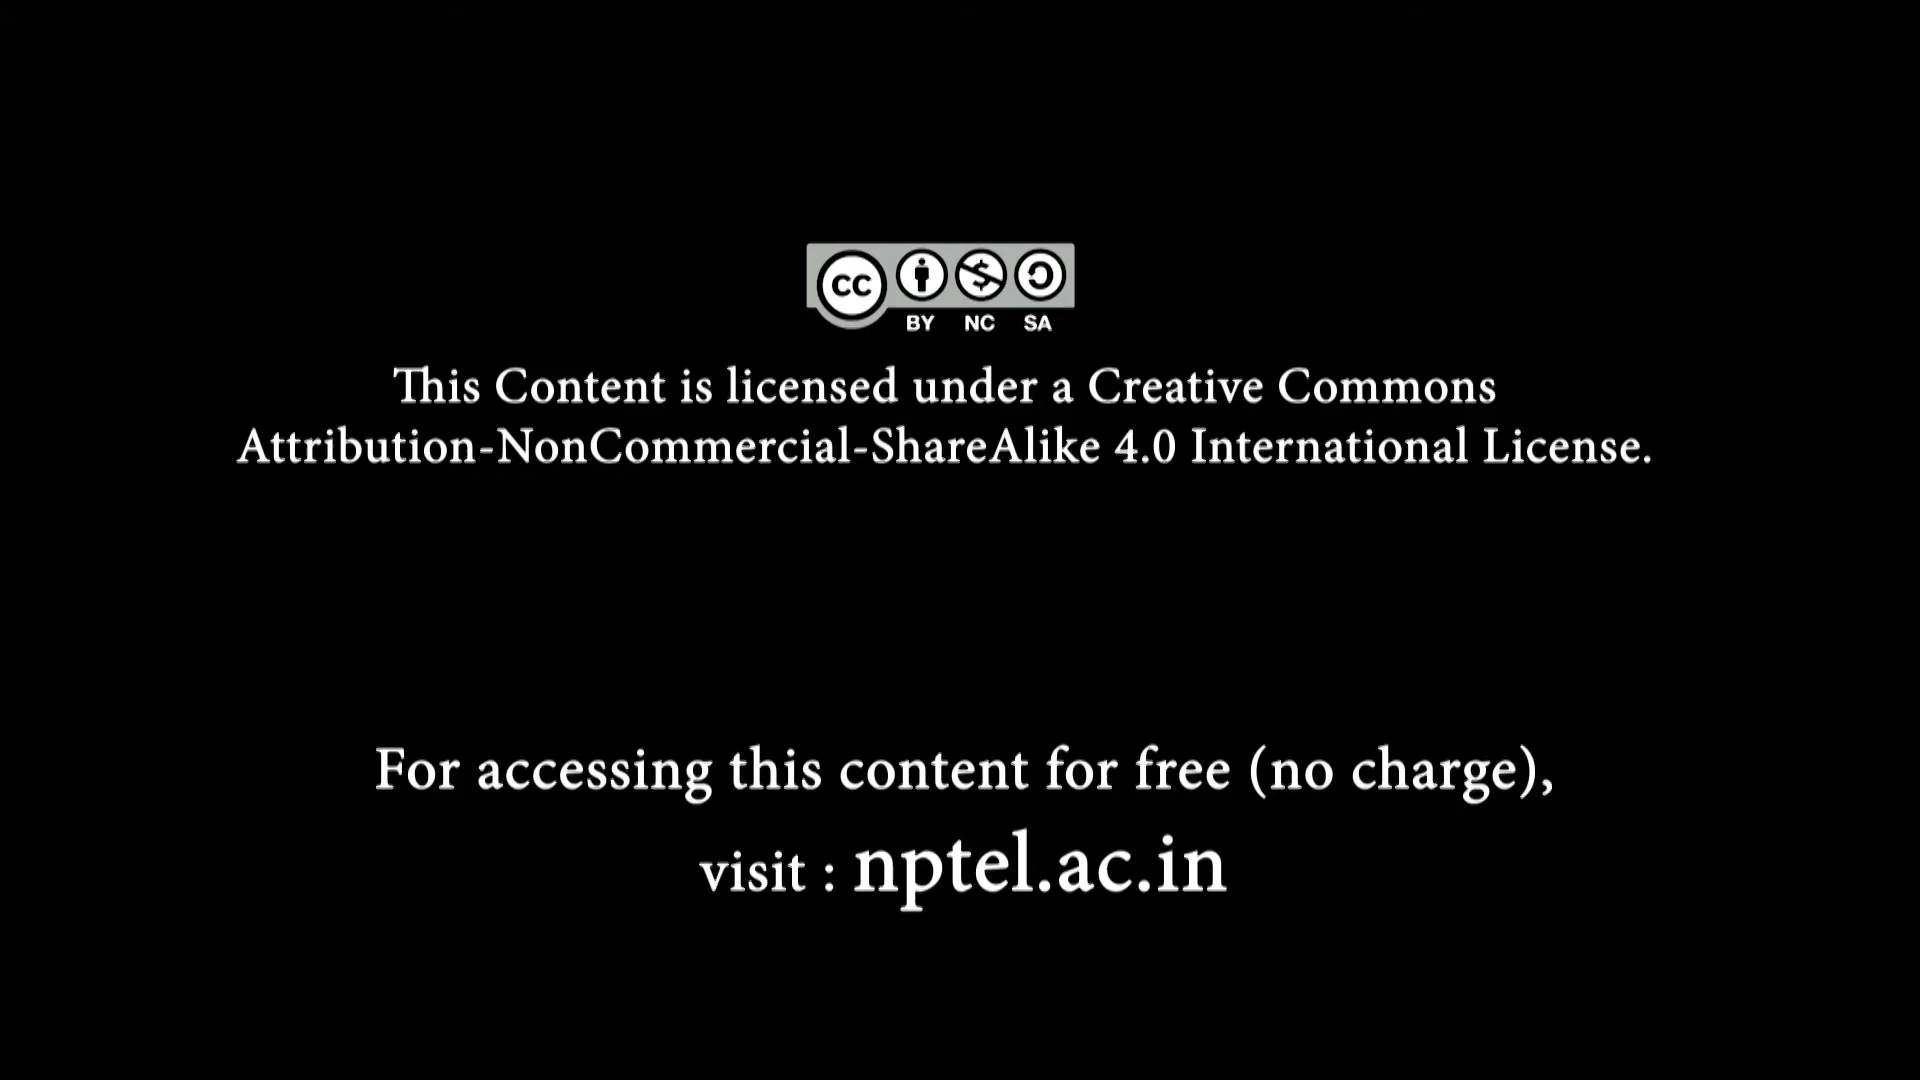 cc
BY NC SA
This Content is licensed under a Creative Commons
Attribution-NonCommercial-ShareAlike 4.0 International License.
For accessing this content for free (no charge),
visit : nptel.ac.in